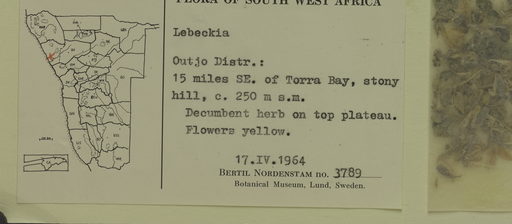 FLORA OF SOUTH WEST AFRICA
Lebeckia
Outjo Distr.:
15 miles SE. of Torra Bay, stony
hill, c. 250 m s.m.
Decumbent herb on top plateau.
Flowers yellow.
17.IV.1964
BERTIL NORDENSTAM no. 3789
Botanical Museum, Lund, Sweden.